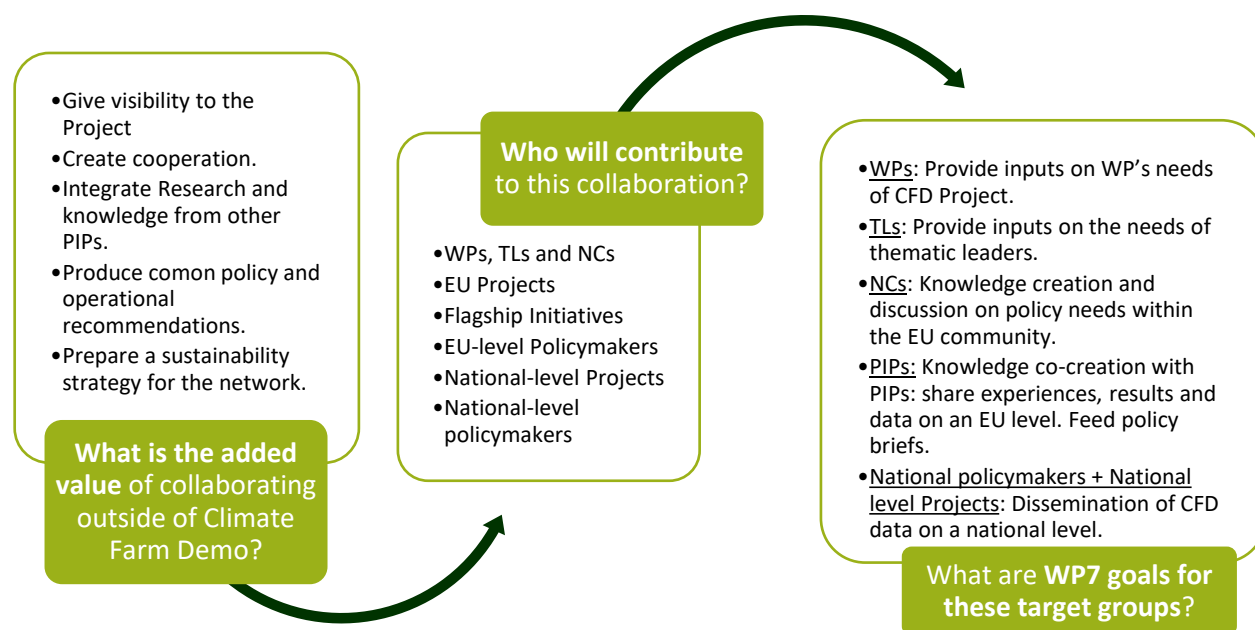 •Give visibility to the
Project
•Create cooperation.
•Integrate Research and
knowledge from other
PIPs.
•Produce comon policy and
operational
recommendations.
•Prepare a sustainability
strategy for the network.
What is the added
value of collaborating
outside of Climate
Farm Demo?
Who will contribute
to this collaboration?
•WPs, TLs and NCs
•EU Projects
•Flagship Initiatives
•EU-level Policymakers
•National-level Projects
•National-level
policymakers
•WPs: Provide inputs on WP’s needs
of CFD Project.
•TLs: Provide inputs on the needs of
thematic leaders.
•NCs: Knowledge creation and
discussion on policy needs within
the EU community.
•PIPs: Knowledge co-creation with
PIPs: share experiences, results and
data on an EU level. Feed policy
briefs.
•National policymakers + National
level Projects: Dissemination of CFD
data on a national level.
What are WP7 goals for
these target groups?